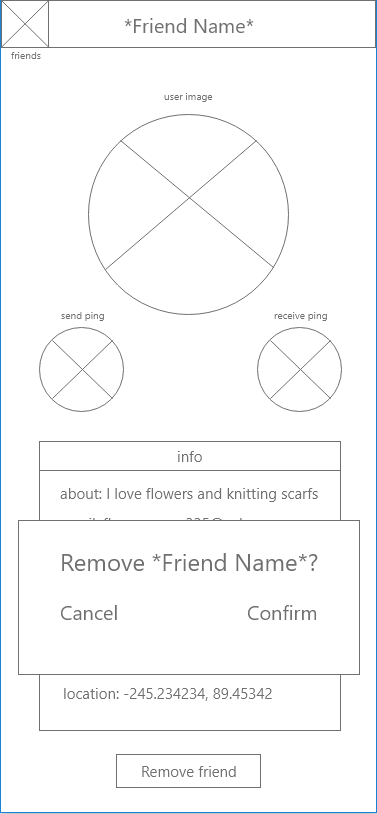 *Friend Name*
friends
user image
send ping
receive ping
info
about: I love flowers and knitting scarfs
Remove *Friend Name*?
Cancel
Confirm
location: -245.234234, 89.45342
Remove friend